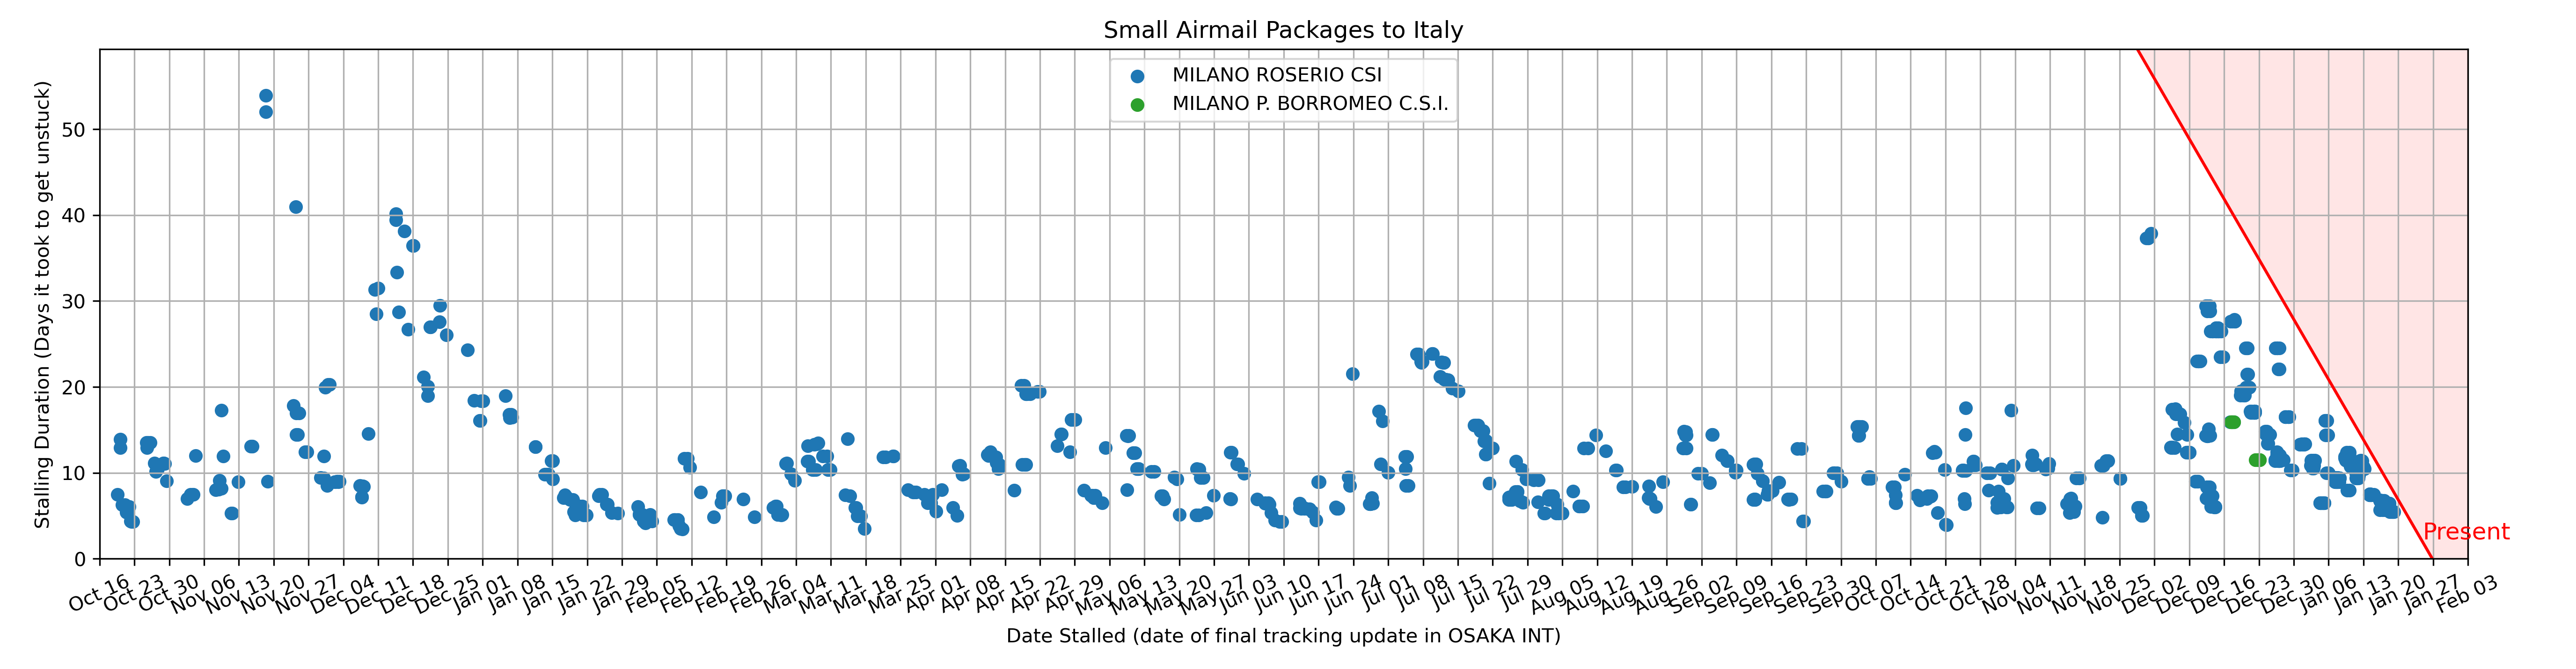 Small Airmail Packages to Italy
MILANO ROSERIO CSI
MILANO P. BORROMEO C.S.I.
Stalling Duration (Days it took to get unstuck)
50
40
30
20
10
0
Present
Oct 16 Oct 23 Oct 30 Nov 06 Nov 13 Nov 20 Nov 27 Dec 04 Dec 11 Dec 18 Dec 25 Jan 01 Jan 08 Jan 15 Jan 22 Jan 29 Feb 05 Feb 12 Feb 19 Feb 26 Mar 04 Mar 11 Mar 18 Mar 25 Apr 01 Apr 08 Apr 15 Apr 22 Apr 29 May 06 May 13 May 20 May 27 Jun 03 Jun 10 Jun 17 Jun 24 Jul 01 Jul 08 Jul 15 Jul 22 Jul 29 Aug 05 Aug 12 Aug 19 Aug 26 Sep 02 Sep 09 Sep 16 Sep 23 Sep 30 Oct 07 Oct 14 Oct 21 Oct 28 Nov 04 Nov 11 Nov 18 Nov 25 Dec 02 Dec 09 Dec 16 Dec 23 Dec 30 Jan 06 Jan 13 Jan 20 Jan 27 Feb 03
Date Stalled (date of final tracking update in OSAKA INT)